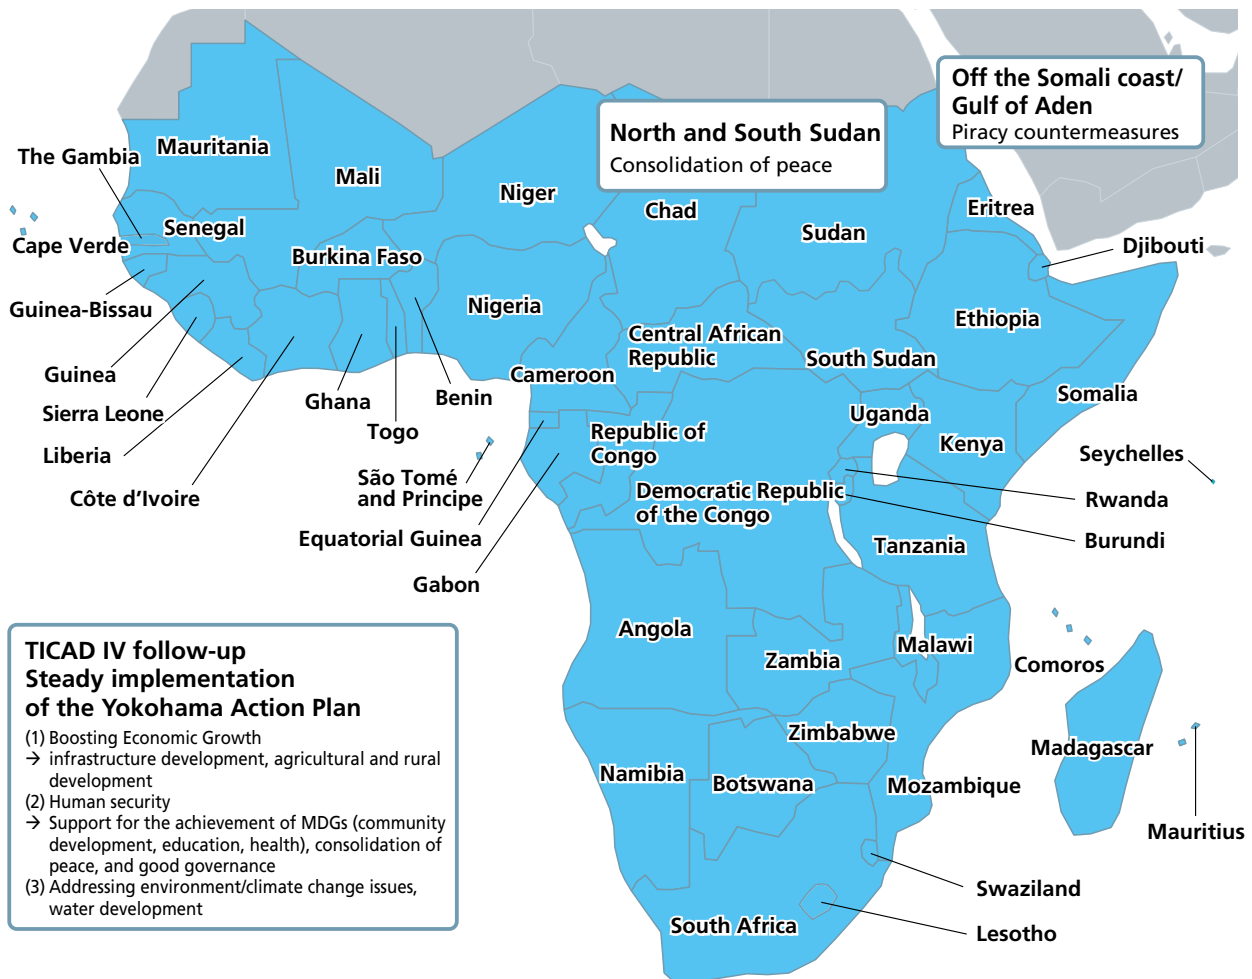 Off the Somali coast/
Gulf of Aden
Piracy countermeasures
North and South Sudan
Consolidation of peace
Mauritania
The Gambia
Mali
Niger
Chad
Eritrea
Senegal
Sudan
Cape Verde
Burkina Faso
Djibouti
Guinea-Bissau
Nigeria
Ethiopia
Central African
Republic
South Sudan
Guinea
Cameroon
Somalia
Sierra Leone
Ghana
Benin
Uganda
Togo
Republic of
Congo
Kenya
Liberia
Seychelles
São Tomé
and Principe
Côte d’Ivoire
Democratic Republic
of the Congo
Rwanda
Equatorial Guinea
Burundi
Tanzania
Gabon
Angola
Malawi
Zambia
Comoros
TICAD IV follow-up
Steady implementation
of the Yokohama Action Plan
(1) Boosting Economic Growth
→ infrastructure development, agricultural and rural
development
(2) Human security
→ Support for the achievement of MDGs (community
development, education, health), consolidation of
peace, and good governance
(3) Addressing environment/climate change issues,
water development
Zimbabwe
Madagascar
Namibia
Botswana
Mozambique
Mauritius
Swaziland
South Africa
Lesotho